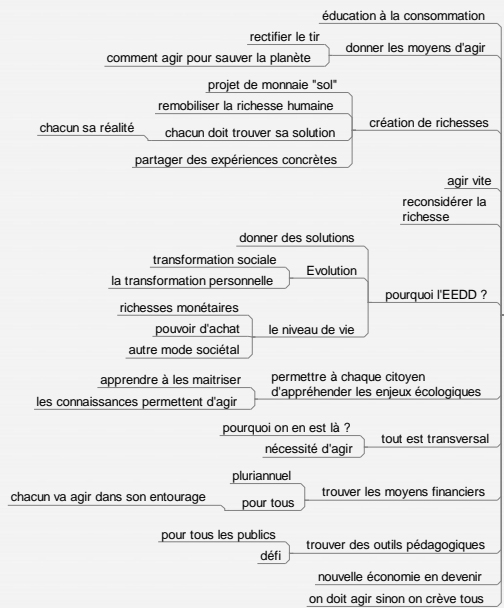 éducation à la consommation
rectifier le tir
donner les moyens d'agir
comment agir pour sauver la planète
projet de monnaie "sol"
remobiliser la richesse humaine
création de richesses
chacun sa réalité
chacun doit trouver sa solution
partager des expériences concrètes
agir vite
reconsidérer la
richesse
donner des solutions
transformation sociale
Evolution
la transformation personnelle
pourquoi l'EEDD ?
richesses monétaires
pouvoir d'achat
le niveau de vie
autre mode sociétal
apprendre à les maitriser
permettre à chaque citoyen
d'appréhender les enjeux écologiques
les connaissances permettent d'agir
pourquoi on en est là ?
tout est transversal
nécessité d'agir
pluriannuel
trouver les moyens financiers
chacun va agir dans son entourage
pour tous
pour tous les publics
trouver des outils pédagogiques
défi
nouvelle économie en devenir
on doit agir sinon on crève tous